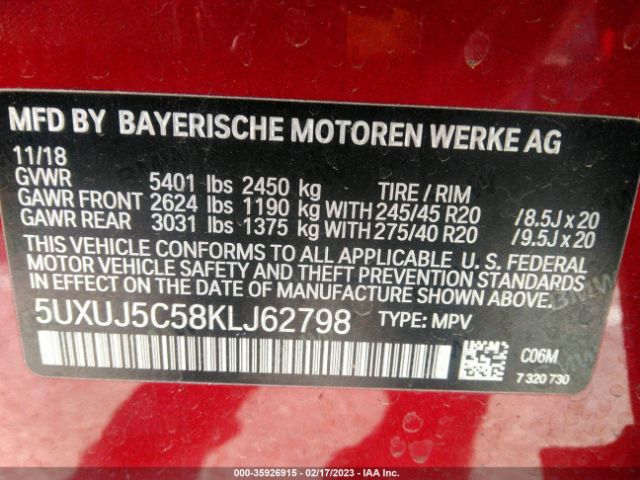 MFD BY BAYERISCHE MOTOREN WERKE AG
11/18
GVWR 5401 lbs 2450 kg TIRE / RIM
GAWR FRONT 2624 lbs 1190 kg WITH 245/45 R20 /8.5J x 20
GAWR REAR 3031 lbs 1375 kg WITH 275/40 R20 /9.5J x 20
THIS VEHICLE CONFORMS TO ALL APPLICABLE U. S. FEDERAL
MOTOR VEHICLE SAFETY AND THEFT PREVENTION STANDARDS
IN EFFECT ON THE DATE OF MANUFACTURE SHOWN ABOVE.
5UXUJ5C58KLJ62798 TYPE: MPV
C06M
7 320 730
000-35926915 - 02/17/2023 - IAA Inc.